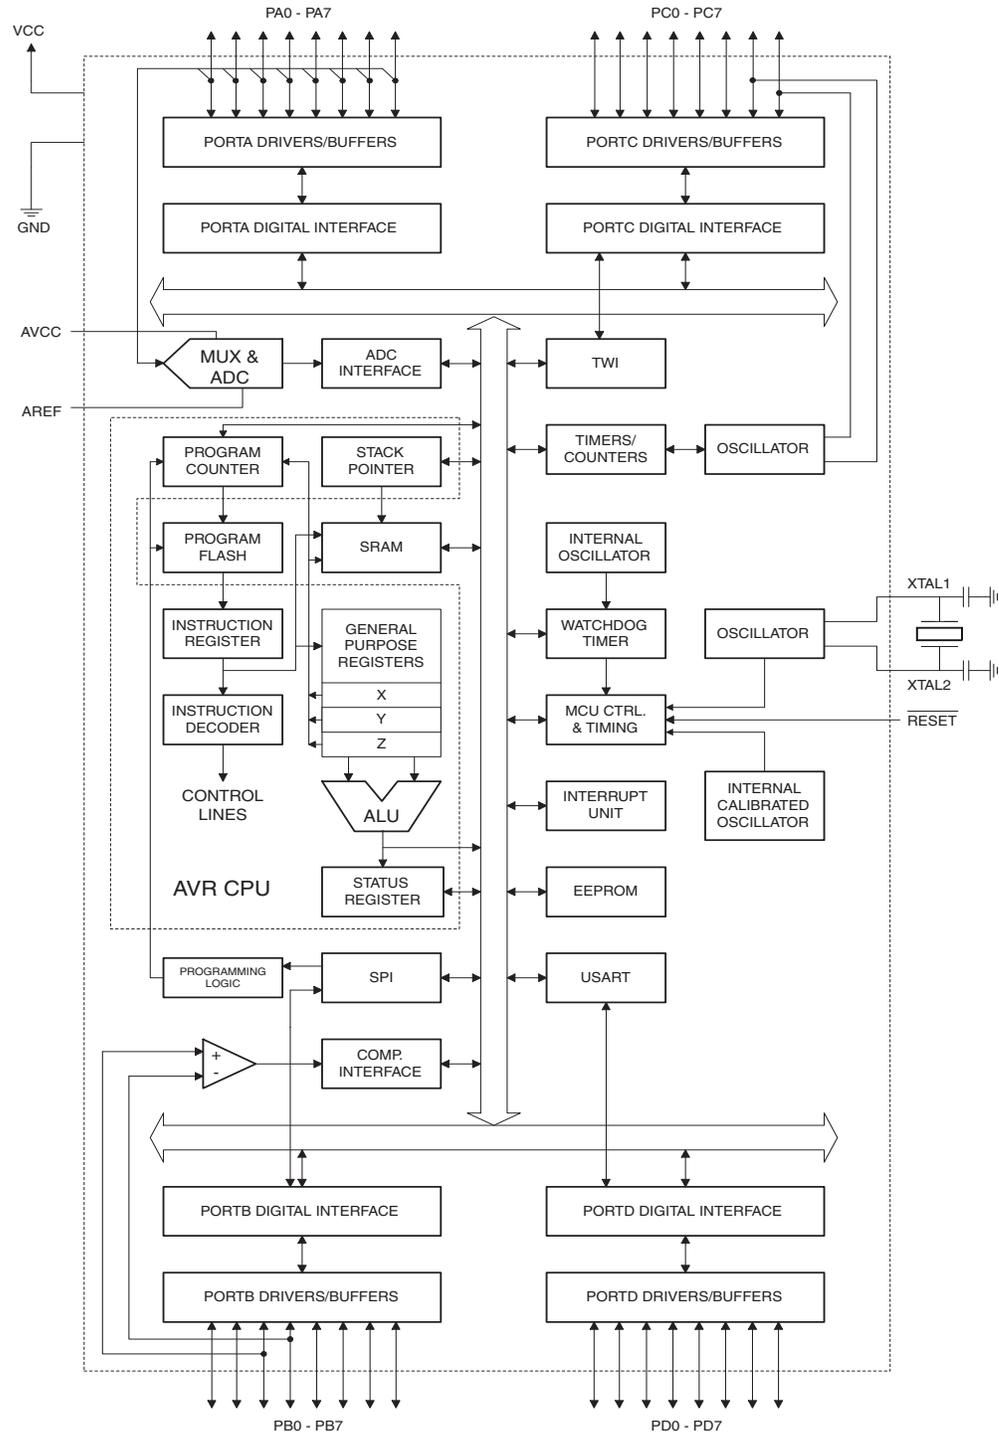 PA0 - PA7
PC0 - PC7
VCC
PORTA DRIVERS/BUFFERS
PORTC DRIVERS/BUFFERS
GND
PORTA DIGITAL INTERFACE
PORTC DIGITAL INTERFACE
AVCC
MUX &
ADC
ADC
INTERFACE
TWI
AREF
PROGRAM
COUNTER
STACK
POINTER
TIMERS/
COUNTERS
OSCILLATOR
PROGRAM
FLASH
SRAM
INTERNAL
OSCILLATOR
XTAL1
INSTRUCTION
REGISTER
GENERAL
PURPOSE
REGISTERS
WATCHDOG
TIMER
OSCILLATOR
XTAL2
X
Y
Z
INSTRUCTION
DECODER
MCU CTRL.
& TIMING
RESET
CONTROL
LINES
ALU
INTERRUPT
UNIT
INTERNAL
CALIBRATED
OSCILLATOR
AVR CPU
STATUS
REGISTER
EEPROM
PROGRAMMING
LOGIC
SPI
USART
+
-
COMP.
INTERFACE
PORTB DIGITAL INTERFACE
PORTD DIGITAL INTERFACE
PORTB DRIVERS/BUFFERS
PORTD DRIVERS/BUFFERS
PB0 - PB7
PD0 - PD7